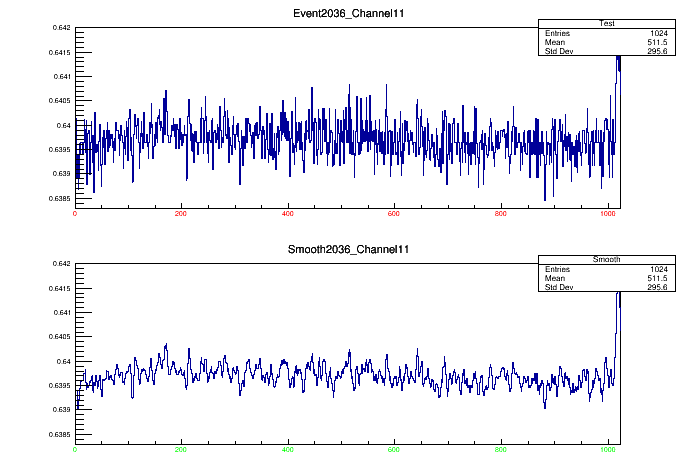 Event2036_Channel11
Test
Entries 1024
Mean 511.5
Std Dev 295.6
0.642
0.6415
0.641
0.6405
0.64
0.6395
0.639
0.6385
0 200 400 600 800 1000
Smooth2036_Channel11
Smooth
Entries 1024
Mean 511.5
Std Dev 295.6
0.642
0.6415
0.641
0.6405
0.64
0.6395
0.639
0.6385
0 200 400 600 800 1000